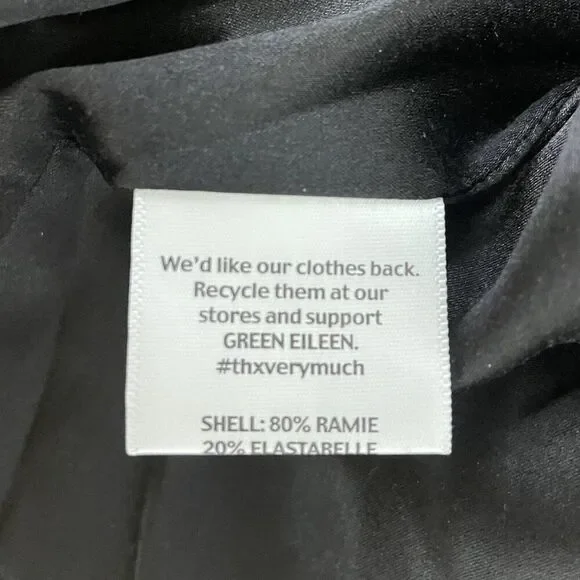 We'd like our clothes back.
Recycle them at our
stores and support
GREEN EILEEN.
#thxverymuch
SHELL: 80% RAMIE
20% ELASTARELLE